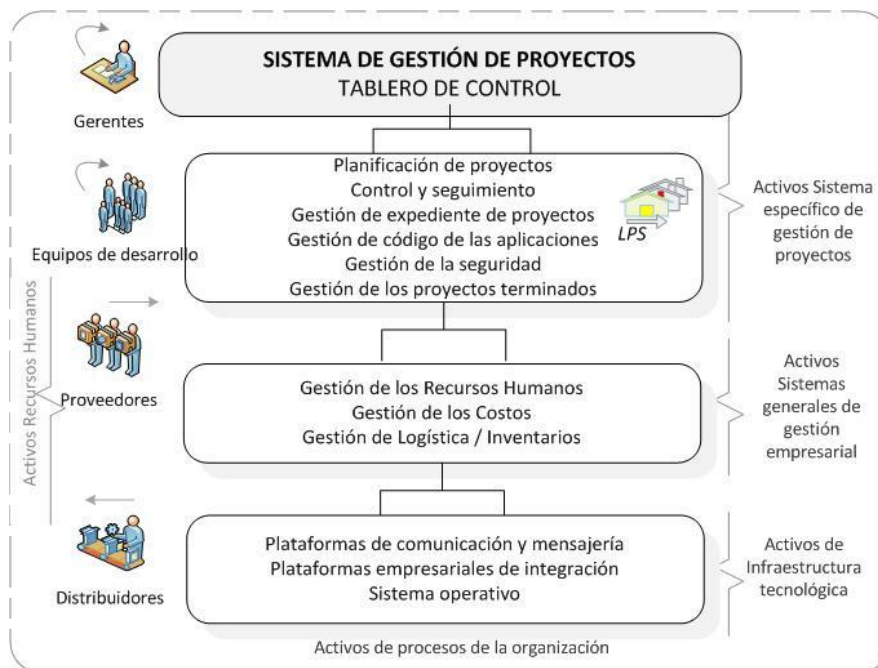 SISTEMA DE GESTIÓN DE PROYECTOS
TABLERO DE CONTROL
Gerentes
Planificación de proyectos
Control y seguimiento
Gestión de expediente de proyectos
Gestión de código de las aplicaciones
Gestión de la seguridad
Gestión de los proyectos terminados
LPS
Activos Sistema
específico de
gestión de
proyectos
Equipos de desarrollo
Activos Recursos Humanos
Proveedores
Gestión de los Recursos Humanos
Gestión de los Costos
Gestión de Logística / Inventarios
Activos
Sistemas
generales de
gestión
empresarial
Distribuidores
Plataformas de comunicación y mensajería
Plataformas empresariales de integración
Sistema operativo
Activos de
Infraestructura
tecnológica
Activos de procesos de la organización